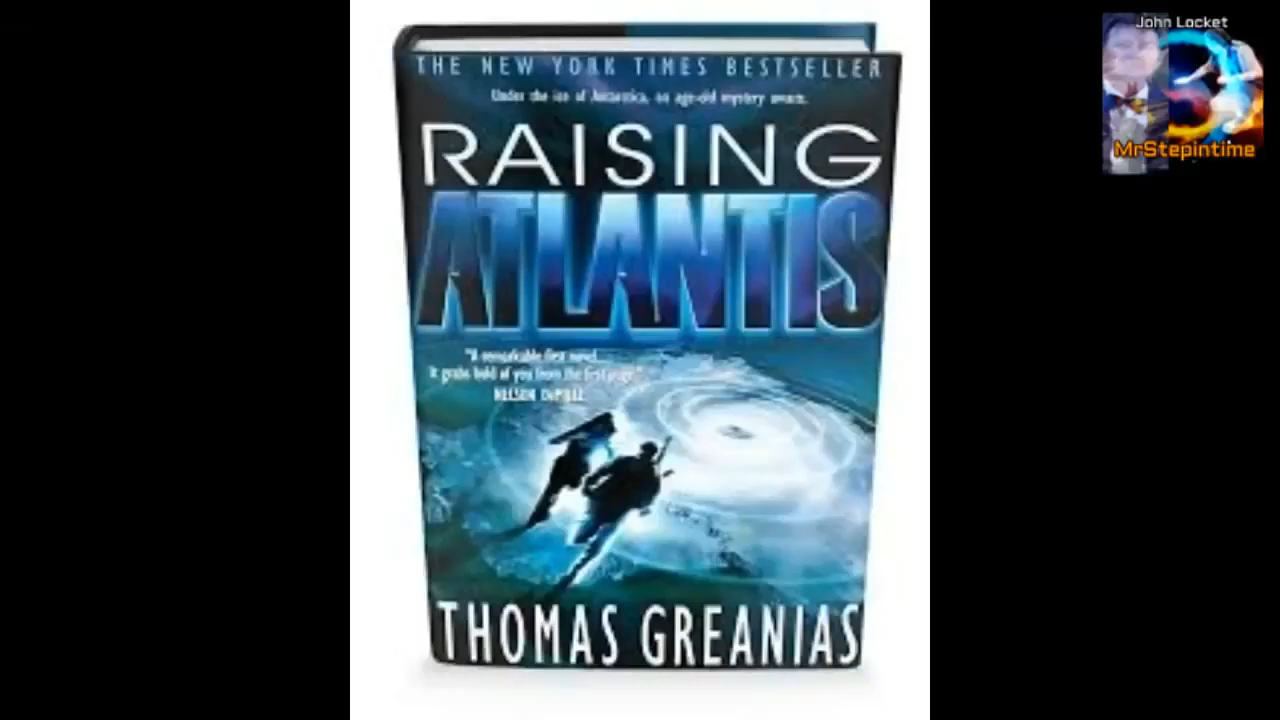 THE NEW YORK TIMES BESTSELLER
Under the ice of Antarctica, an age-old mystery awaits.
RAISING
ATLANTIS
"A remarkable first novel...
It grabs hold of you from the first page."
NELSON DeMILLE
THOMAS GREANIAS
John Locket
MrStepintime